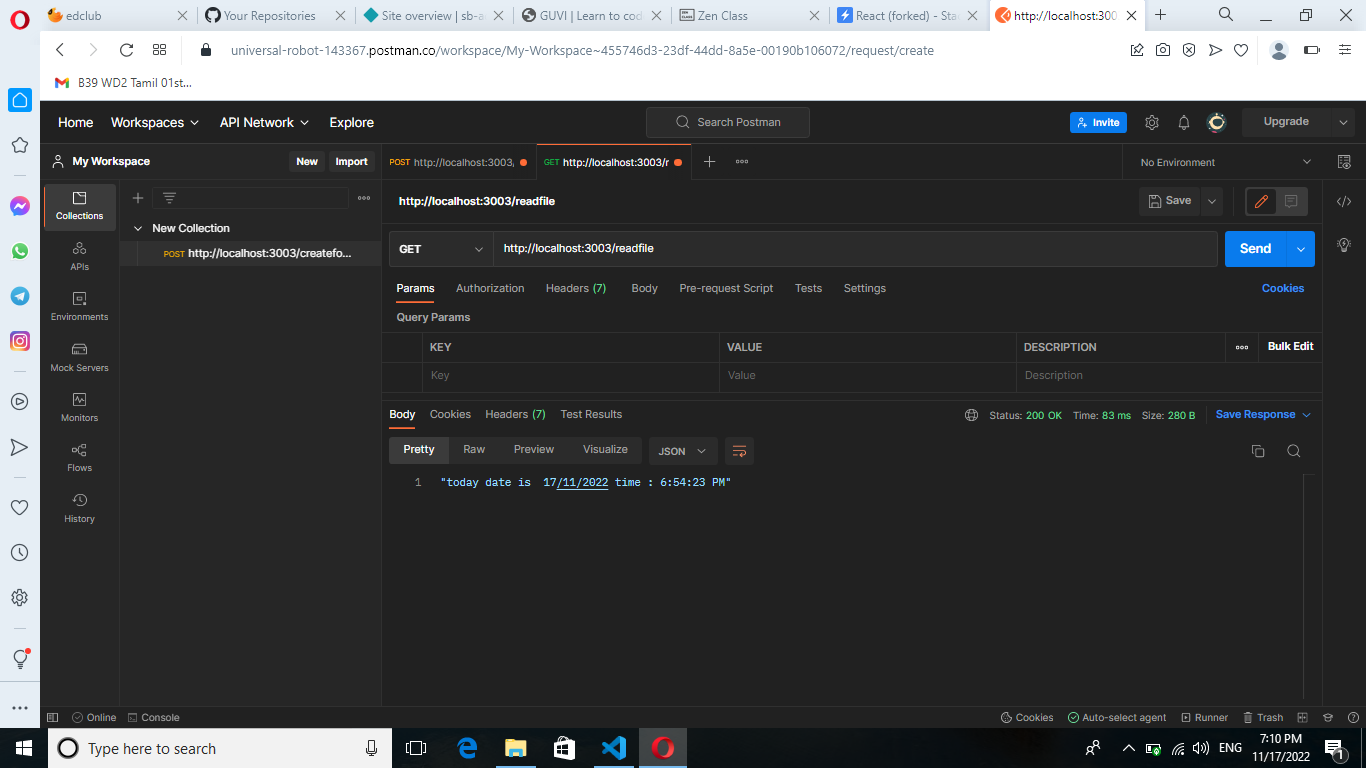 edclub
Your Repositories
Site overview | sb-a
GUVI | Learn to cod
Zen Class
React (forked) - Sta
http://localhost:300
universal-robot-143367.postman.co/workspace/My-Workspace~455746d3-23df-44dd-8a5e-00190b106072/request/create
B39 WD2 Tamil 01st...
Home
Workspaces
API Network
Explore
Search Postman
Invite
Upgrade
My Workspace
New
Import
POST http://localhost:3003/
GET http://localhost:3003/r
No Environment
Collections
APIs
Environments
Mock Servers
Monitors
Flows
History
New Collection
POST http://localhost:3003/createfo...
http://localhost:3003/readfile
Save
GET
http://localhost:3003/readfile
Send
Params
Authorization
Headers (7)
Body
Pre-request Script
Tests
Settings
Cookies
Query Params
KEY
VALUE
DESCRIPTION
Bulk Edit
Key
Value
Description
Body
Cookies
Headers (7)
Test Results
Status: 200 OK
Time: 83 ms
Size: 280 B
Save Response
Pretty
Raw
Preview
Visualize
JSON
1
"today date is  17/11/2022 time : 6:54:23 PM"
Online
Console
Cookies
Auto-select agent
Runner
Trash
Type here to search
ENG
7:10 PM
11/17/2022
1